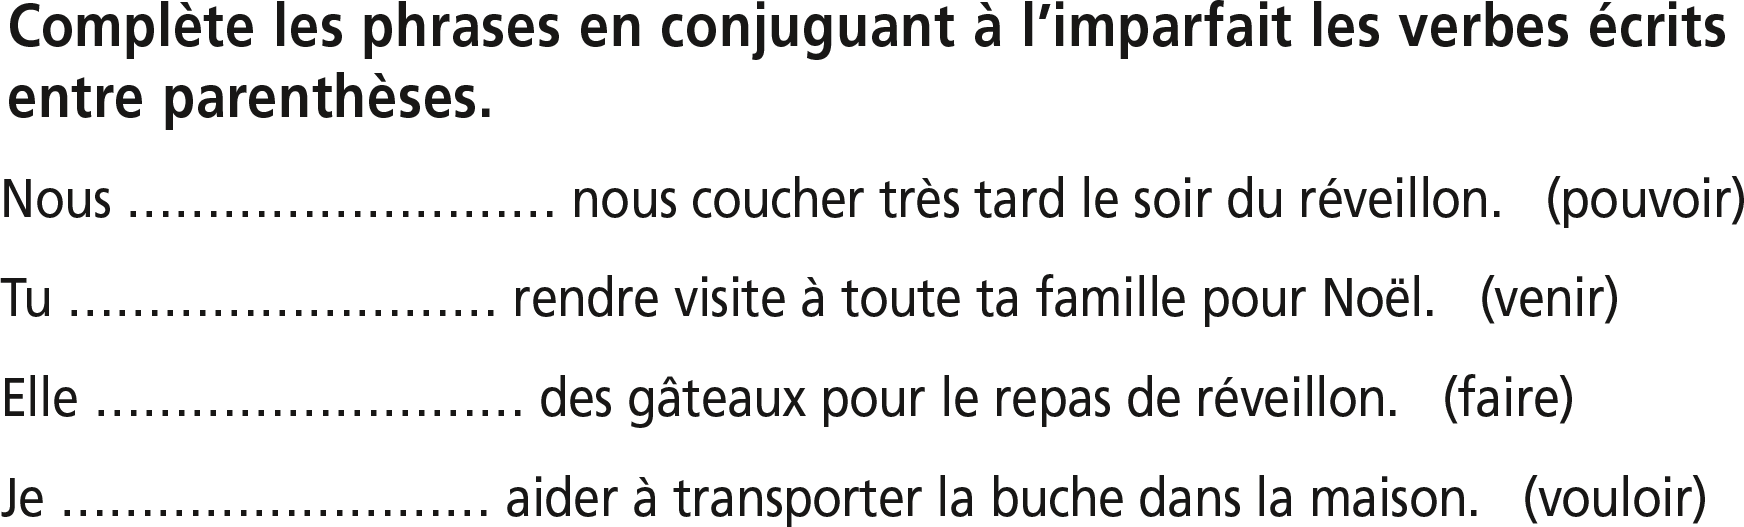 Complète les phrases en conjuguant à l’imparfait les verbes écrits
entre parenthèses.
Nous ........................... nous coucher très tard le soir du réveillon. (pouvoir)
Tu ........................... rendre visite à toute ta famille pour Noël. (venir)
Elle ........................... des gâteaux pour le repas de réveillon. (faire)
Je ........................... aider à transporter la buche dans la maison. (vouloir)